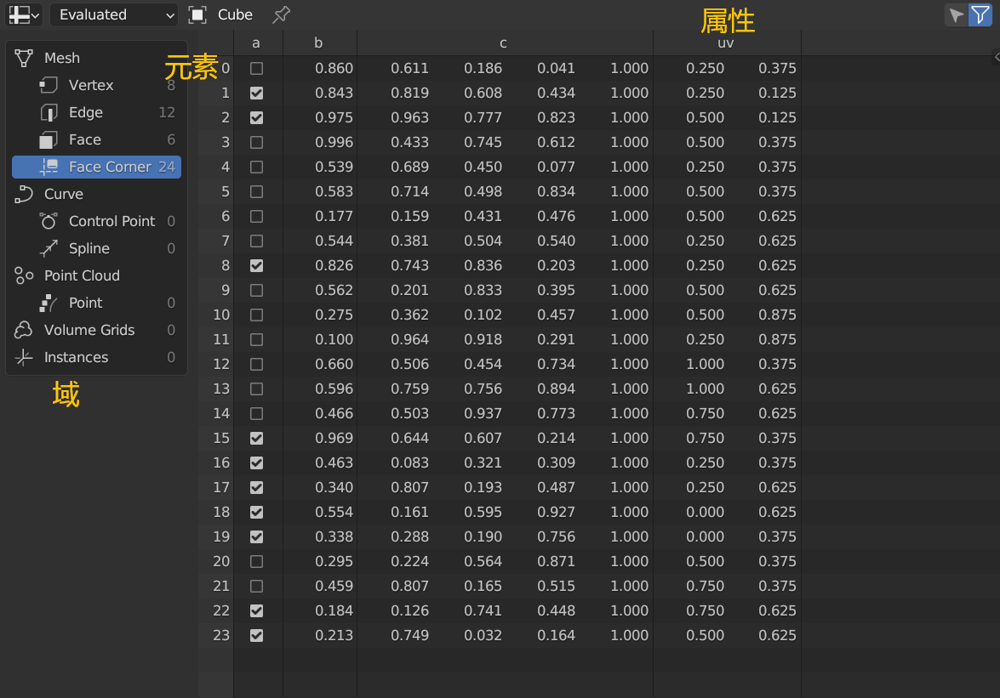 Evaluated Cube 属性
a b c uv
Mesh 元素
Vertex 8
Edge 12
Face 6
Face Corner 24
Curve
Control Point 0
Spline 0
Point Cloud
Point 0
Volume Grids 0
Instances 0
域
0 0.860 0.611 0.186 0.041 1.000 0.250 0.375
1 0.843 0.819 0.608 0.434 1.000 0.250 0.125
2 0.975 0.963 0.777 0.823 1.000 0.500 0.125
3 0.996 0.433 0.745 0.612 1.000 0.500 0.375
4 0.539 0.689 0.450 0.077 1.000 0.250 0.375
5 0.583 0.714 0.498 0.834 1.000 0.500 0.375
6 0.177 0.159 0.431 0.476 1.000 0.500 0.625
7 0.544 0.381 0.504 0.540 1.000 0.250 0.625
8 0.826 0.743 0.836 0.203 1.000 0.250 0.625
9 0.562 0.201 0.833 0.395 1.000 0.500 0.625
10 0.275 0.362 0.102 0.457 1.000 0.500 0.875
11 0.100 0.964 0.918 0.291 1.000 0.250 0.875
12 0.660 0.506 0.454 0.734 1.000 1.000 0.375
13 0.596 0.759 0.756 0.894 1.000 1.000 0.625
14 0.466 0.503 0.937 0.773 1.000 0.750 0.625
15 0.969 0.644 0.607 0.214 1.000 0.750 0.375
16 0.463 0.083 0.321 0.309 1.000 0.250 0.375
17 0.340 0.807 0.193 0.487 1.000 0.250 0.625
18 0.554 0.161 0.595 0.927 1.000 0.000 0.625
19 0.338 0.288 0.190 0.756 1.000 0.000 0.375
20 0.295 0.224 0.564 0.871 1.000 0.500 0.375
21 0.459 0.807 0.165 0.515 1.000 0.750 0.375
22 0.184 0.126 0.741 0.448 1.000 0.750 0.625
23 0.213 0.749 0.032 0.164 1.000 0.500 0.625